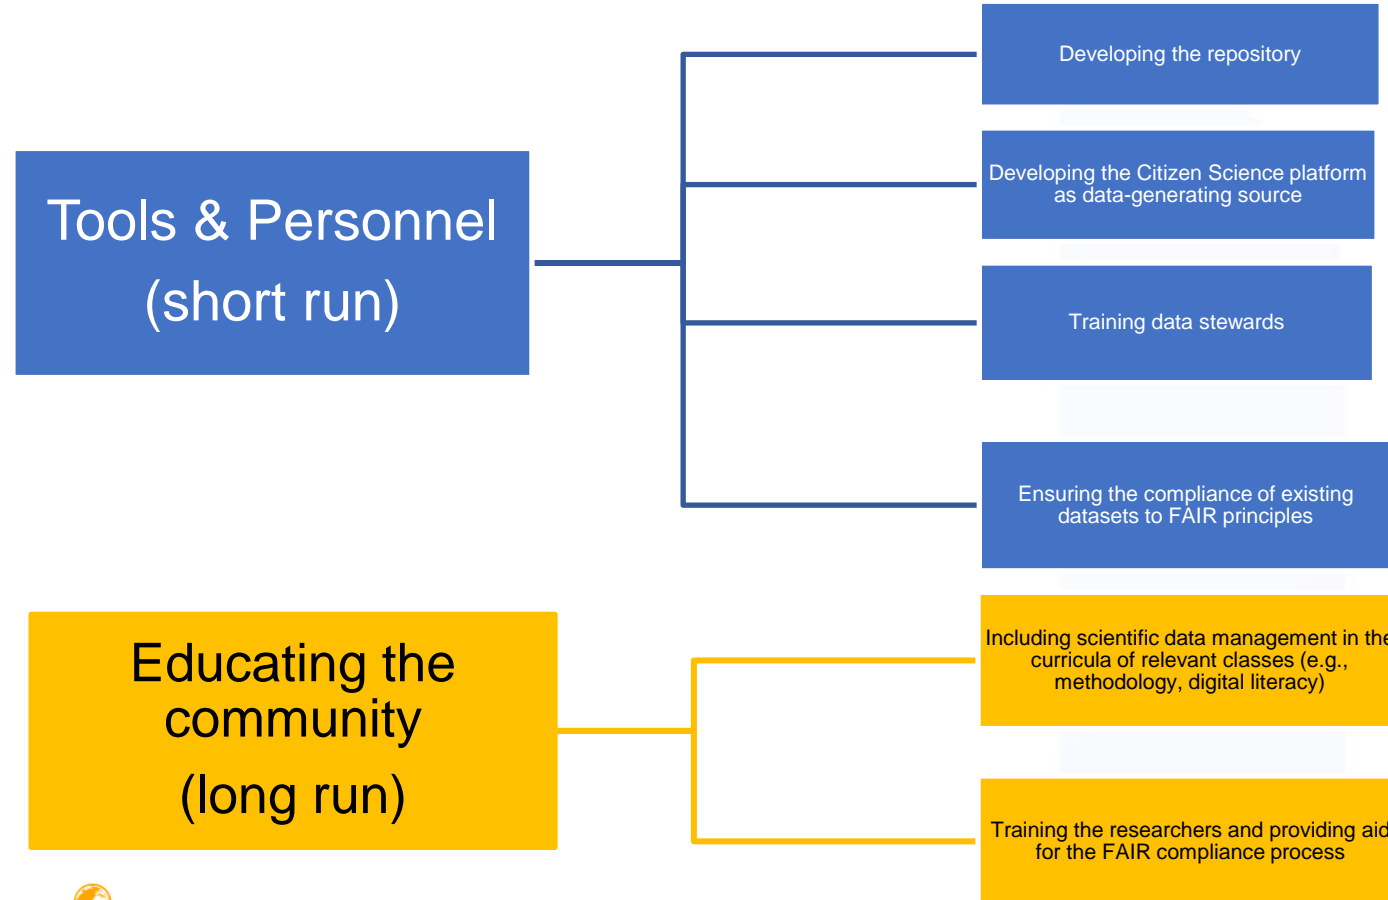 Tools & Personnel
(short run)
Developing the repository
Developing the Citizen Science platform
as data-generating source
Training data stewards
Ensuring the compliance of existing
datasets to FAIR principles
Educating the
community
(long run)
Including scientific data management in the
curricula of relevant classes (e.g.,
methodology, digital literacy)
Training the researchers and providing aid
for the FAIR compliance process